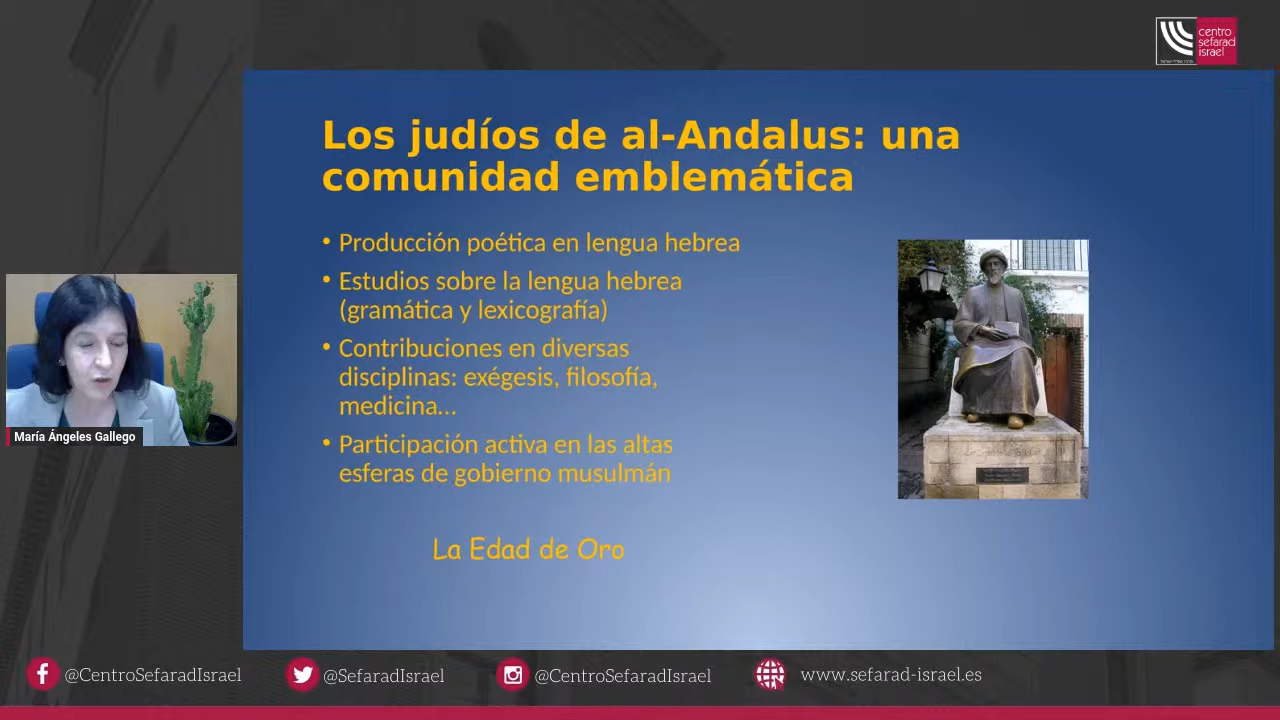 centro
sefarad
israel
Los judíos de al-Andalus: una
comunidad emblemática
• Producción poética en lengua hebrea
• Estudios sobre la lengua hebrea
(gramática y lexicografía)
• Contribuciones en diversas
disciplinas: exégesis, filosofía,
medicina...
• Participación activa en las altas
esferas de gobierno musulmán
La Edad de Oro
María Ángeles Gallego
@CentroSefaradIsrael
@SefaradIsrael
@CentroSefaradIsrael
www.sefarad-israel.es